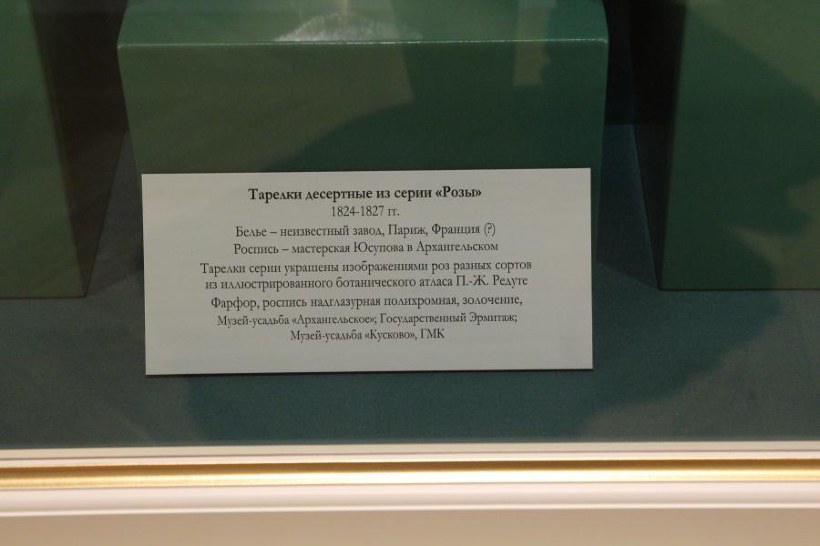 Тарелки десертные из серии «Розы»
1824-1827 гг.
Белье – неизвестный завод, Париж, Франция (?)
Роспись – мастерская Юсупова в Архангельском
Тарелки серии украшены изображениями роз разных сортов
из иллюстрированного ботанического атласа П.-Ж. Редуте
Фарфор, роспись надглазурная полихромная, золочение,
Музей-усадьба «Архангельское»; Государственный Эрмитаж;
Музей-усадьба «Кусково», ГМК